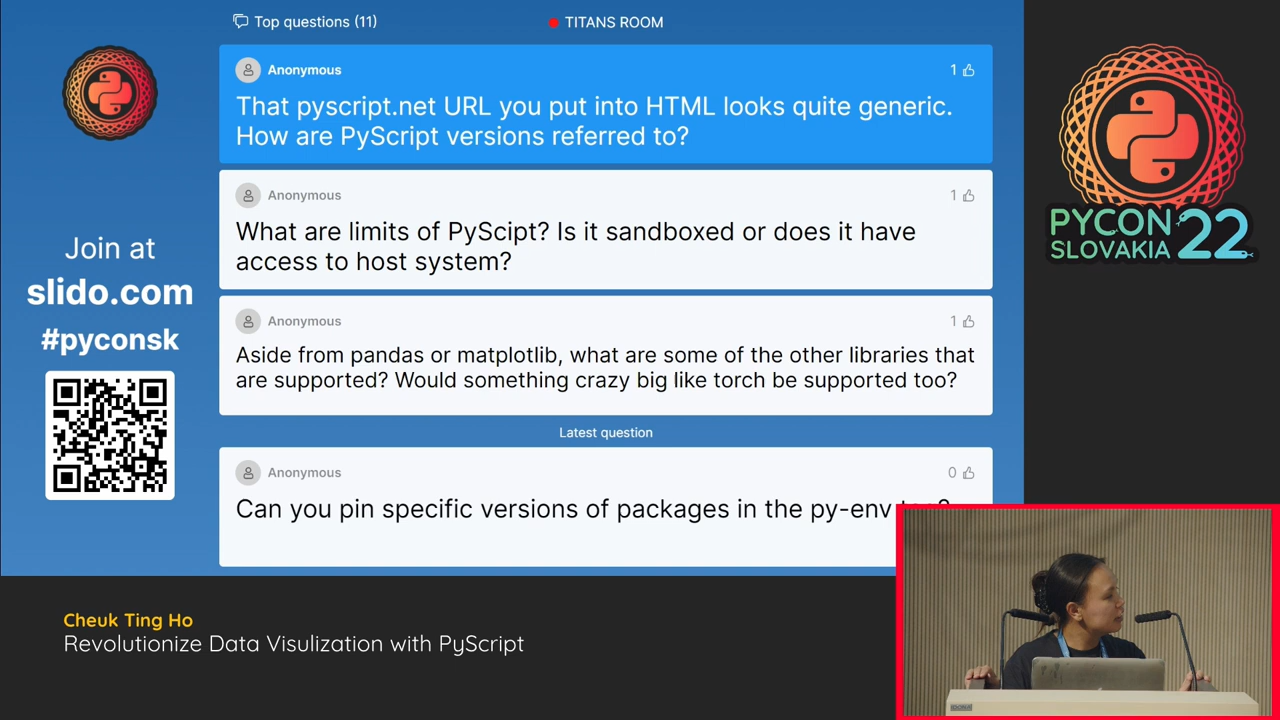 Top questions (11)
TITANS ROOM
Anonymous
1
That pyscript.net URL you put into HTML looks quite generic.
How are PyScript versions referred to?
Anonymous
1
What are limits of PyScipt? Is it sandboxed or does it have
access to host system?
Anonymous
1
Aside from pandas or matplotlib, what are some of the other libraries that
are supported? Would something crazy big like torch be supported too?
Latest question
Anonymous
0
Can you pin specific versions of packages in the py-env
Join at
slido.com
#pyconsk
PYCON
SLOVAKIA
22
Cheuk Ting Ho
Revolutionize Data Visulization with PyScript